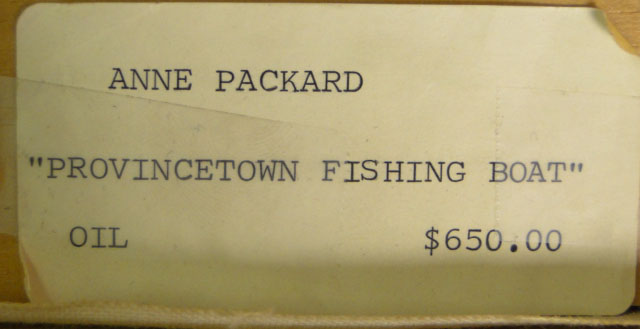 ANNE PACKARD
"PROVINCETOWN FISHING BOAT"
OIL $650.00